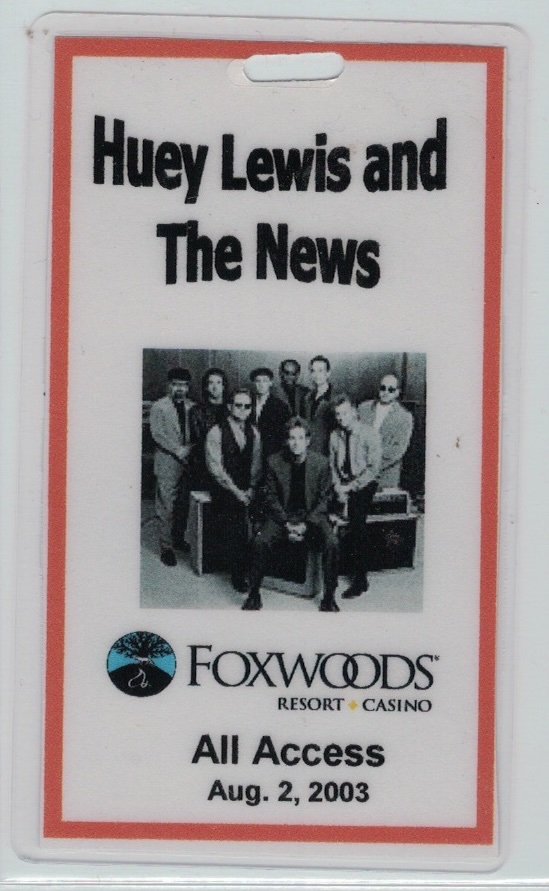 Huey Lewis and
The News
FOXWOODS®
RESORT ♦ CASINO
All Access
Aug. 2, 2003